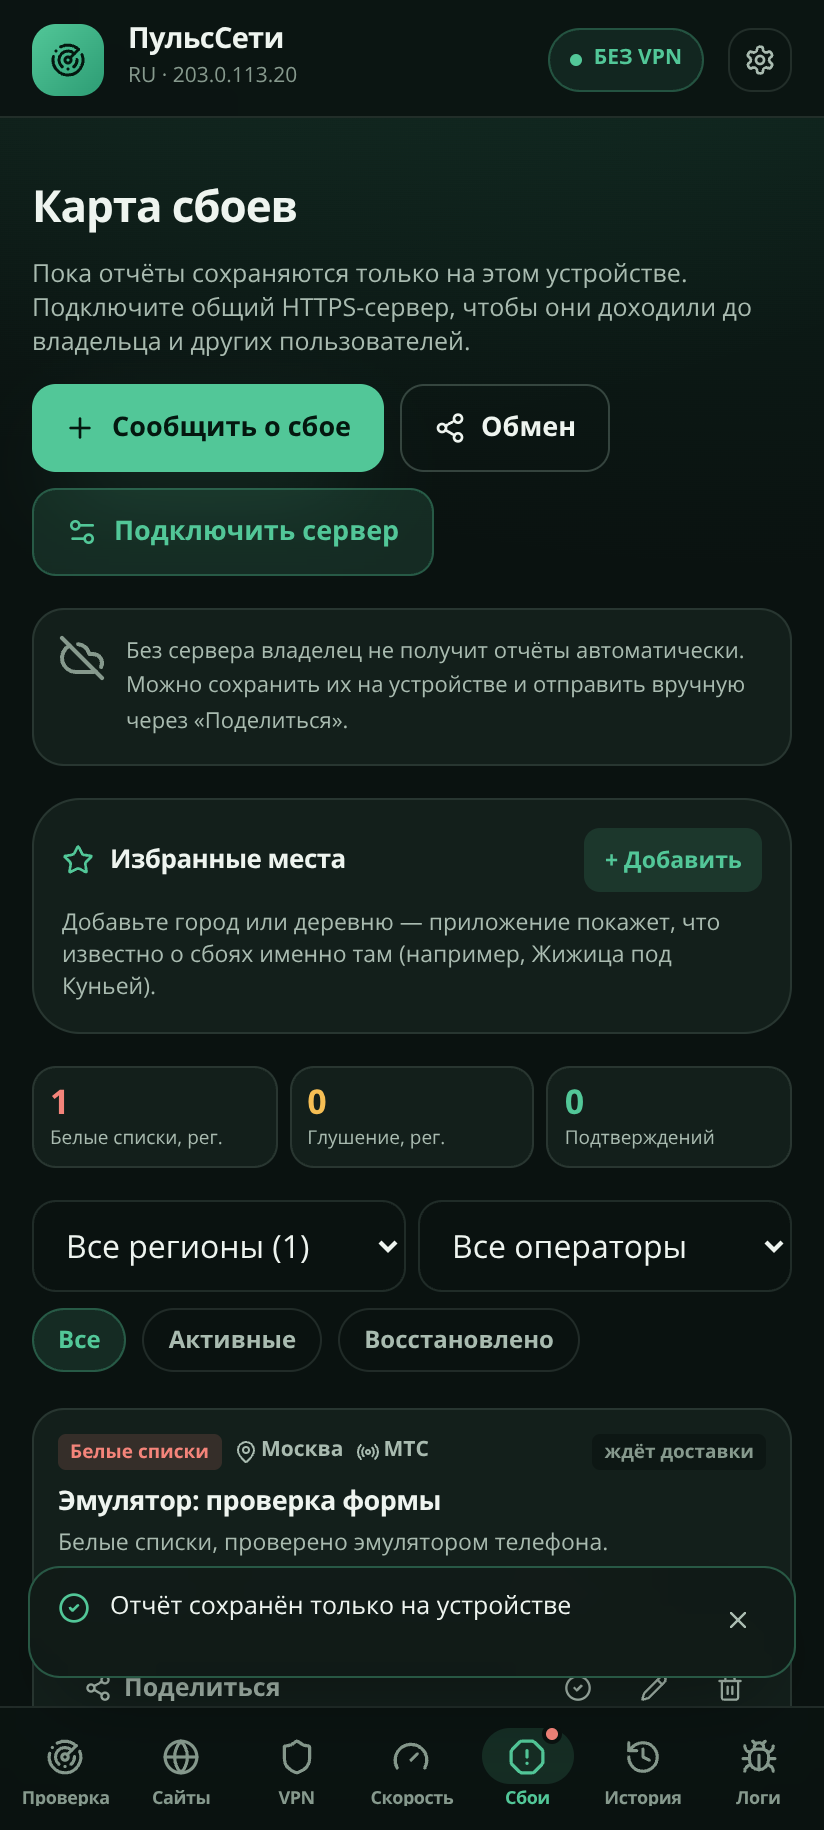 ПульсСети
RU · 203.0.113.20
БЕЗ VPN
Карта сбоев
Пока отчёты сохраняются только на этом устройстве.
Подключите общий HTTPS-сервер, чтобы они доходили до
владельца и других пользователей.
Сообщить о сбое
Обмен
Подключить сервер
Без сервера владелец не получит отчёты автоматически.
Можно сохранить их на устройстве и отправить вручную
через «Поделиться».
Избранные места
+ Добавить
Добавьте город или деревню — приложение покажет, что
известно о сбоях именно там (например, Жижица под
Куньей).
1
Белые списки, рег.
0
Глушение, рег.
0
Подтверждений
Все регионы (1)
Все операторы
Все
Активные
Восстановлено
Белые списки
Москва
МТС
ждёт доставки
Эмулятор: проверка формы
Белые списки, проверено эмулятором телефона.
Отчёт сохранён только на устройстве
Поделиться
Проверка
Сайты
VPN
Скорость
Сбои
История
Логи